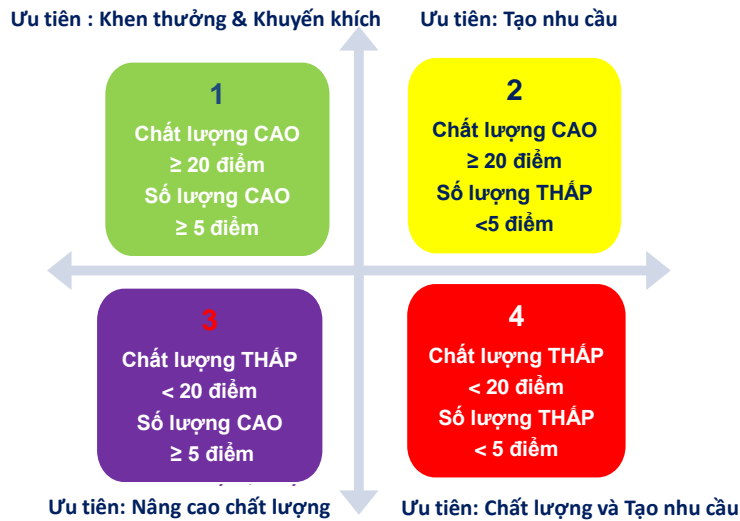 Ưu tiên : Khen thưởng & Khuyến khích
Ưu tiên: Tạo nhu cầu
1
Chất lượng CAO
≥ 20 điểm
Số lượng CAO
≥ 5 điểm
2
Chất lượng CAO
≥ 20 điểm
Số lượng THẤP
<5 điểm
3
Chất lượng THẤP
< 20 điểm
Số lượng CAO
≥ 5 điểm
4
Chất lượng THẤP
< 20 điểm
Số lượng THẤP
< 5 điểm
Ưu tiên: Nâng cao chất lượng
Ưu tiên: Chất lượng và Tạo nhu cầu